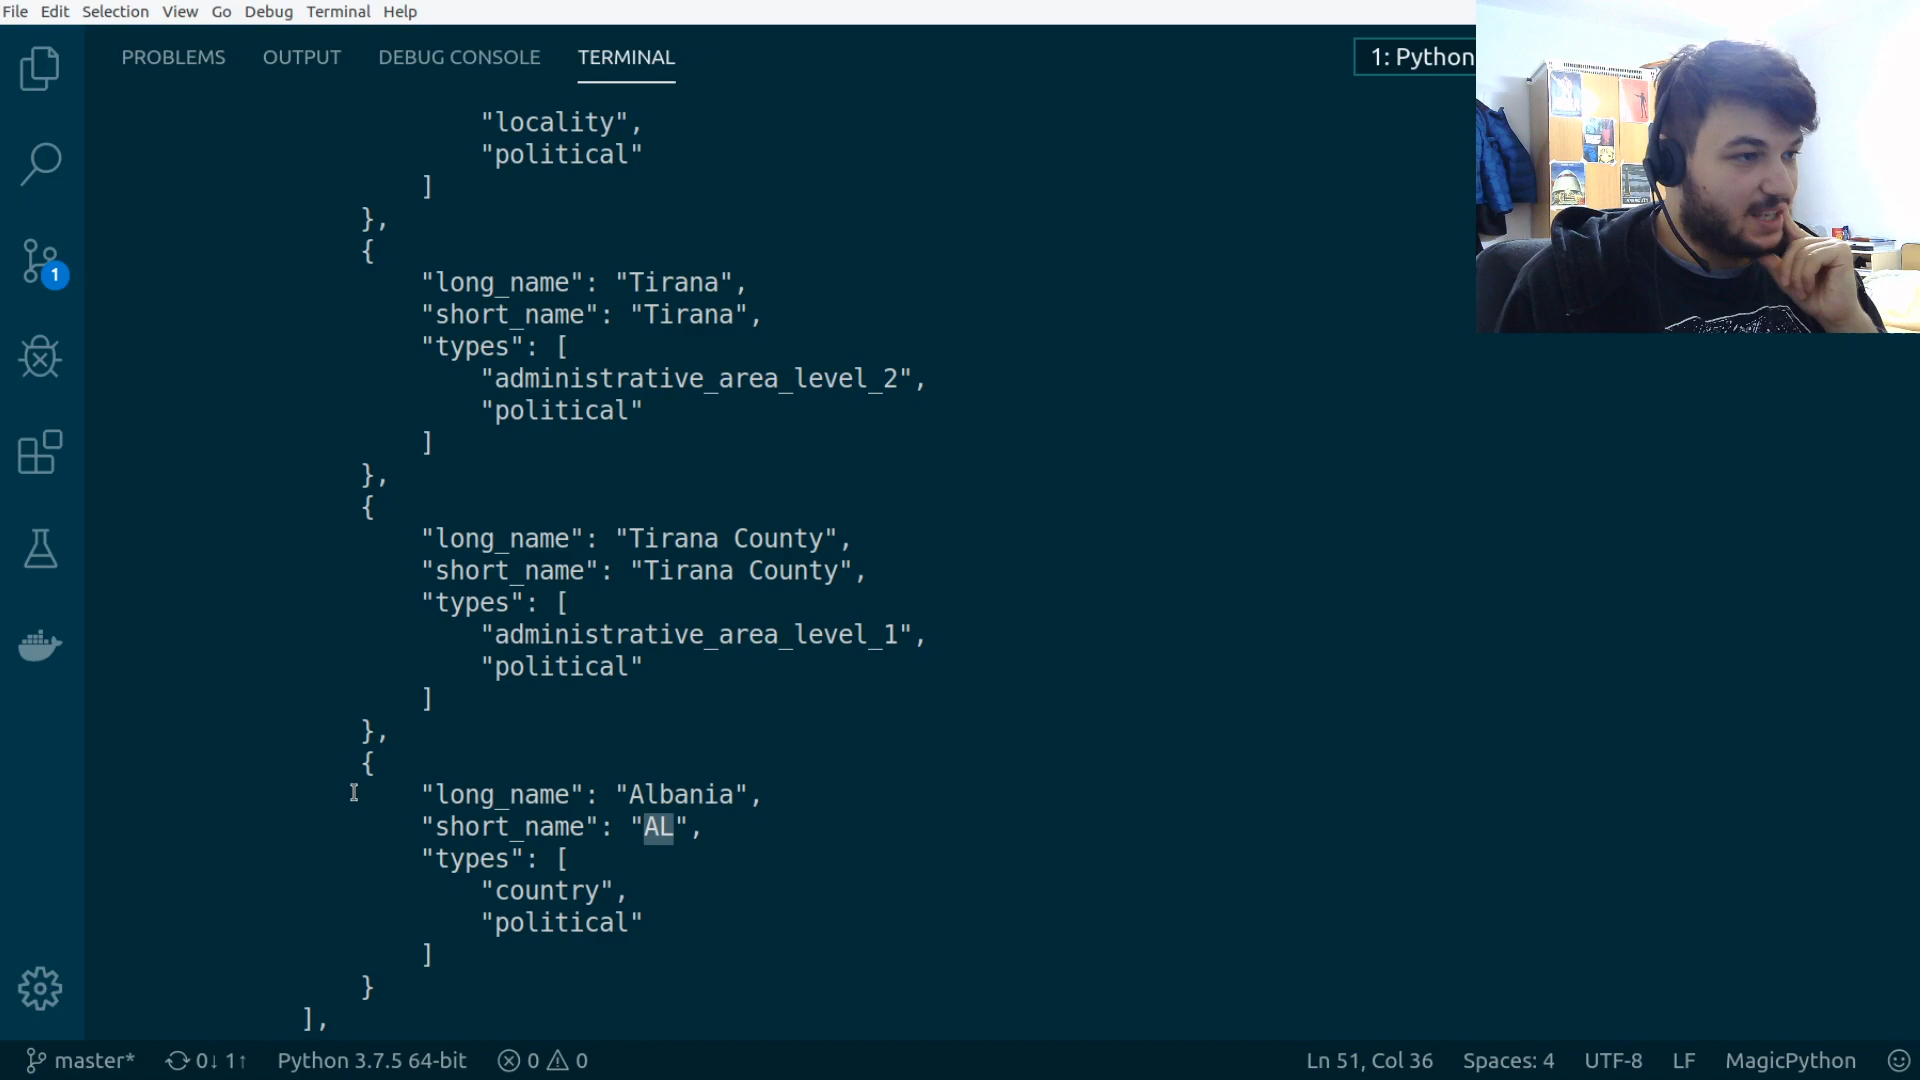 File Edit Selection View Go Debug Terminal Help
PROBLEMS OUTPUT DEBUG CONSOLE TERMINAL 1: Python
"locality",
"political"
]
},
{
"long_name": "Tirana",
"short_name": "Tirana",
"types": [
"administrative_area_level_2",
"political"
]
},
{
"long_name": "Tirana County",
"short_name": "Tirana County",
"types": [
"administrative_area_level_1",
"political"
]
},
{
"long_name": "Albania",
"short_name": "AL",
"types": [
"country",
"political"
]
}
],
1
master* 0↓ 1↑ Python 3.7.5 64-bit 0 0 Ln 51, Col 36 Spaces: 4 UTF-8 LF MagicPython